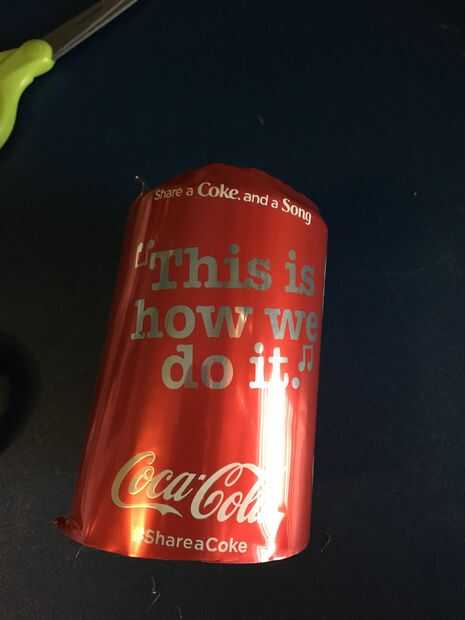 Share a Coke. and a Song
"This is
how we
do it.♫
Coca-Cola
#ShareaCoke